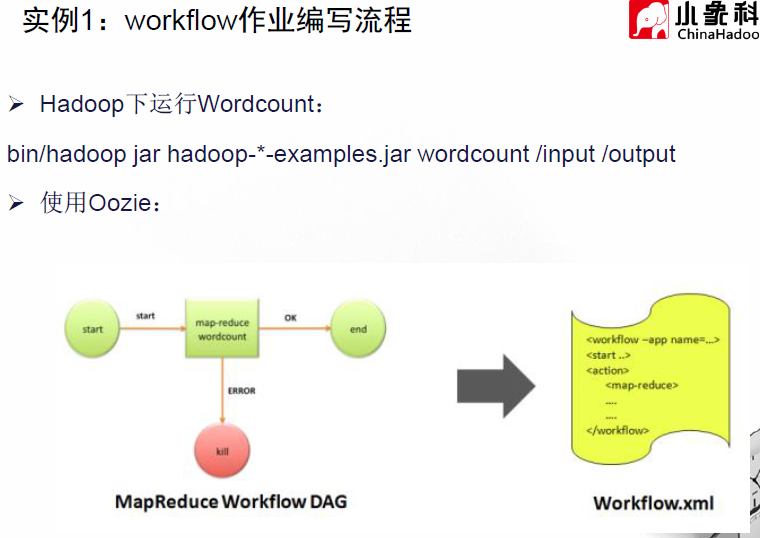 实例1：workflow作业编写流程
小象科
ChinaHadoo
➢ Hadoop下运行Wordcount：
bin/hadoop jar hadoop-*-examples.jar wordcount /input /output
➢ 使用Oozie：
start
start
map-reduce
wordcount
OK
end
ERROR
kill
MapReduce Workflow DAG
<workflow –app name=...>
<start ..>
<action>
<map-reduce>
....
....
</workflow>
Workflow.xml